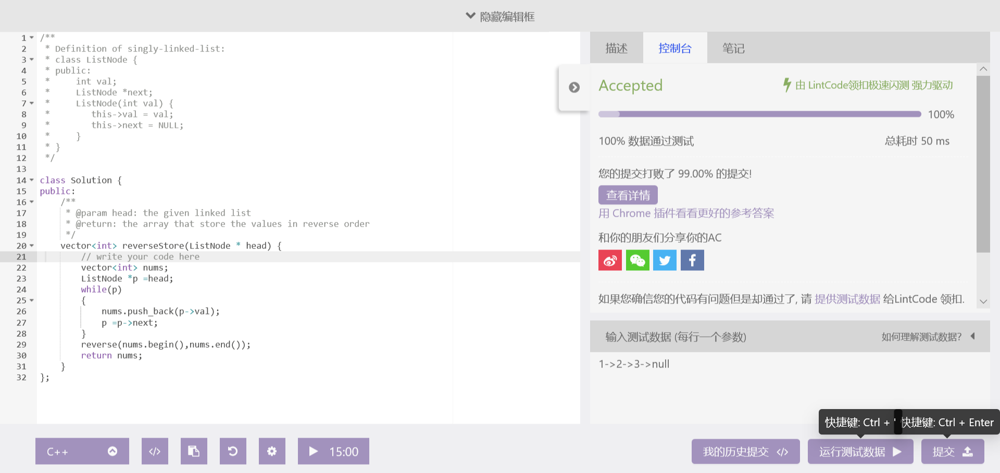 隐藏编辑框
1 /**
2  * Definition of singly-linked-list:
3  * class ListNode {
4  * public:
5  *     int val;
6  *     ListNode *next;
7  *     ListNode(int val) {
8  *        this->val = val;
9  *        this->next = NULL;
10  *     }
11  * }
12  */
13
14 class Solution {
15 public:
16     /**
17      * @param head: the given linked list
18      * @return: the array that store the values in reverse order
19      */
20     vector<int> reverseStore(ListNode * head) {
21         // write your code here
22         vector<int> nums;
23         ListNode *p =head;
24         while(p)
25         {
26             nums.push_back(p->val);
27             p =p->next;
28         }
29         reverse(nums.begin(),nums.end());
30         return nums;
31     }
32 };
描述 控制台 笔记
Accepted 由 LintCode领扣极速闪测 强力驱动
100%
100% 数据通过测试 总耗时 50 ms
您的提交打败了 99.00% 的提交!
查看详情
用 Chrome 插件看看更好的参考答案
和你的朋友们分享你的AC
如果您确信您的代码有问题但是却通过了, 请 提供测试数据 给LintCode 领扣.
输入测试数据 (每行一个参数) 如何理解测试数据?
1->2->3->null
快捷键: Ctrl + ' 快捷键: Ctrl + Enter
C++ </> 15:00 我的历史提交 </> 运行测试数据 提交